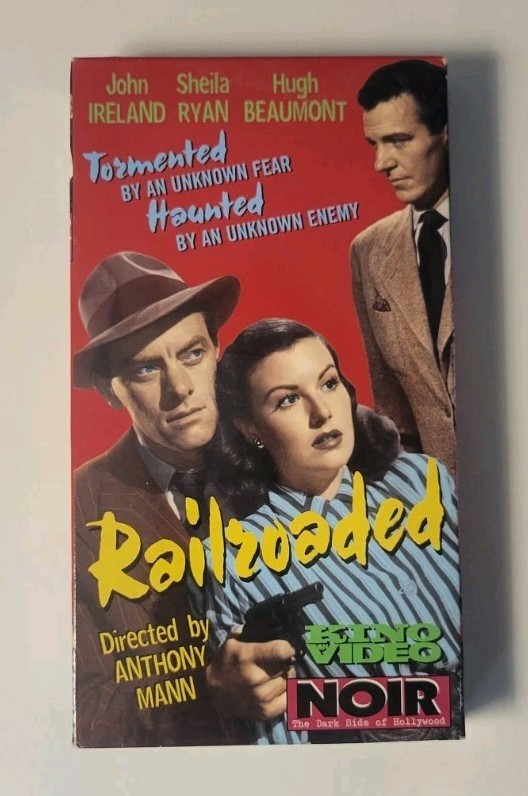 John Sheila Hugh
IRELAND RYAN BEAUMONT
Tormented
BY AN UNKNOWN FEAR
Haunted
BY AN UNKNOWN ENEMY
Railroaded
Directed by
ANTHONY
MANN
KINO
ON
VIDEO
NOIR
The Dark Side of Hollywood